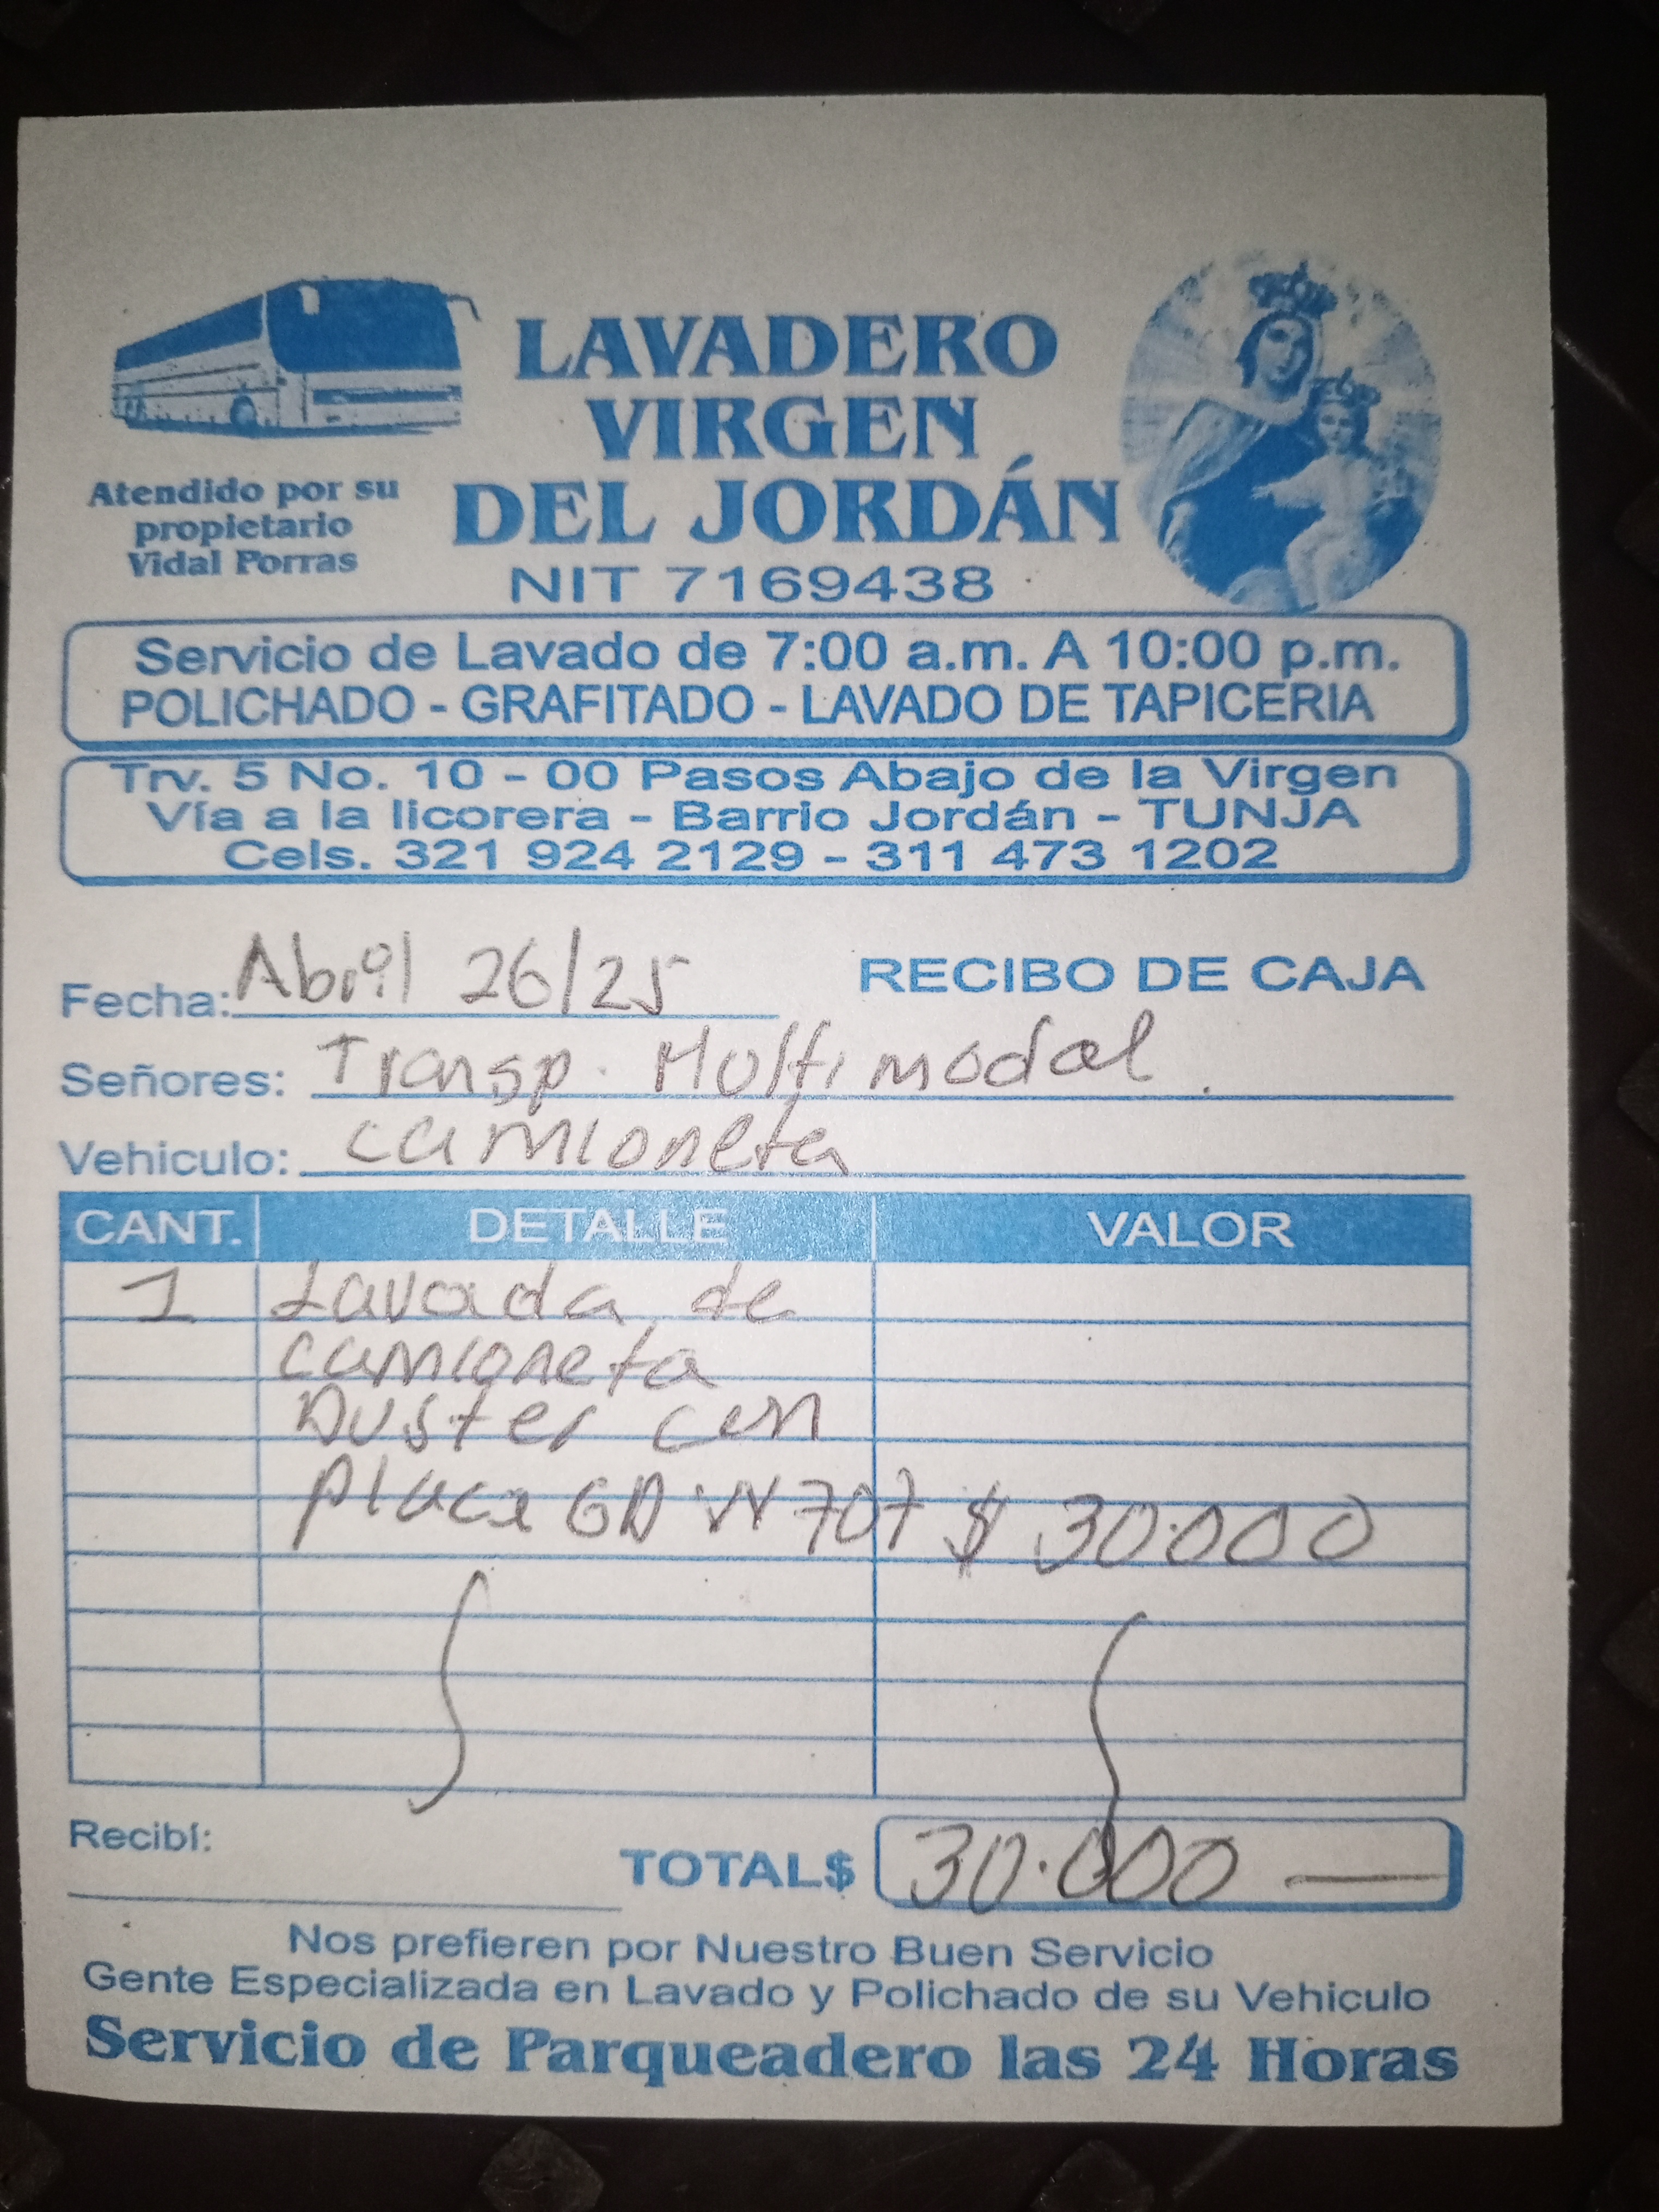 LAVADERO
VIRGEN
DEL JORDÁN
NIT 7169438
Atendido por su
propietario
Vidal Porras
Servicio de Lavado de 7:00 a.m. A 10:00 p.m.
POLICHADO - GRAFITADO - LAVADO DE TAPICERIA
Trv. 5 No. 10 - 00 Pasos Abajo de la Virgen
Vía a la licorera - Barrio Jordán - TUNJA
Cels. 321 924 2129 - 311 473 1202
Fecha: Abril 26/25 RECIBO DE CAJA
Señores: Transp. Multimodal.
Vehiculo: camioneta
CANT. DETALLE VALOR
1 Lavada de
camioneta
Duster con
placa GDW 707 $ 30.000
Recibí:
TOTAL$ 30.000 —
Nos prefieren por Nuestro Buen Servicio
Gente Especializada en Lavado y Polichado de su Vehiculo
Servicio de Parqueadero las 24 Horas